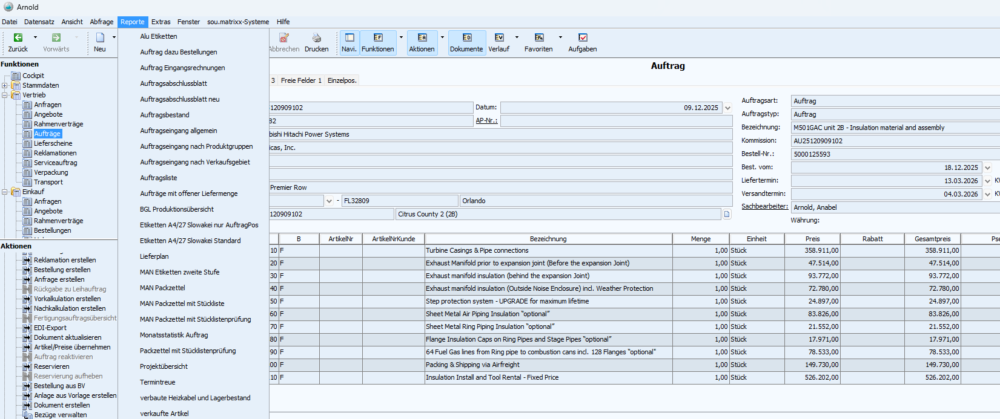 Arnold
Datei Datensatz Ansicht Abfrage Reporte Extras Fenster sou.matrixx-Systeme Hilfe
Zurück Vorwärts Neu Abbrechen Drucken Navi. Funktionen Aktionen Dokumente Verlauf Favoriten Aufgaben
Funktionen
Cockpit
Stammdaten
Vertrieb
Anfragen
Angebote
Rahmenverträge
Aufträge
Lieferscheine
Reklamationen
Serviceauftrag
Verpackung
Transport
Einkauf
Anfragen
Angebote
Rahmenverträge
Bestellungen
Aktionen
Reklamation erstellen
Bestellung erstellen
Anfrage erstellen
Rückgabe zu Leihauftrag
Vorkalkulation erstellen
Nachkalkulation erstellen
Fertigungsauftragsübersicht
EDI-Export
Dokument aktualisieren
Artikel/Preise übernehmen
Auftrag reaktivieren
Reservieren
Reservierung aufheben
Bestellung aus BV
Anlage aus Vorlage erstellen
Dokument erstellen
Bezüge verwalten
Alu Etiketten
Auftrag dazu Bestellungen
Auftrag Eingangsrechnungen
Auftragsabschlussblatt
Auftragsabschlussblatt neu
Auftragsbestand
Auftragseingang allgemein
Auftragseingang nach Produktgruppen
Auftragseingang nach Verkaufsgebiet
Auftragsliste
Aufträge mit offener Liefermenge
BGL Produktionsübersicht
Etiketten A4/27 Slowakei nur AuftragPos
Etiketten A4/27 Slowakei Standard
Lieferplan
MAN Etiketten zweite Stufe
MAN Packzettel
MAN Packzettel mit Stückliste
MAN Packzettel mit Stücklistenprüfung
Monatsstatistik Auftrag
Packzettel mit Stücklistenprüfung
Projektübersicht
Termintreue
verbaute Heizkabel und Lagerbestand
verkaufte Artikel
Auftrag
3 Freie Felder 1 Einzelpos.
120909102 Datum: 09.12.2025
82 AP-Nr.:
bishi Hitachi Power Systems
icas, Inc.
Premier Row
- FL32809 Orlando
120909102 Citrus County 2 (2B)
Auftragsart: Auftrag
Auftragstyp: Auftrag
Bezeichnung: M501GAC unit 2B - Insulation material and assembly
Kommission: AU25120909102
Bestell-Nr.: 5000125593
Best. vom: 18.12.2025
Liefertermin: 13.03.2026 KW
Versandtermin: 04.03.2026 KW
Sachbearbeiter: Arnold, Anabel
Währung:
B ArtikelNr ArtikelNrKunde Bezeichnung Menge Einheit Preis Rabatt Gesamtpreis Pse
10 F Turbine Casings & Pipe connections 1,00 Stück 358.911,00 358.911,00
20 F Exhaust Manifold prior to expansion joint (Before the expansion Joint) 1,00 Stück 47.514,00 47.514,00
30 F Exhaust manifold insulation (behind the expansion Joint) 1,00 Stück 93.772,00 93.772,00
40 F Exhaust manifold insulation (Outside Noise Enclosure) incl. Weather Protection 1,00 Stück 72.780,00 72.780,00
50 F Step protection system - UPGRADE for maximum lifetime 1,00 Stück 24.897,00 24.897,00
60 F Sheet Metal Air Piping Insulation “optional” 1,00 Stück 83.826,00 83.826,00
70 F Sheet Metal Ring Piping Insulation “optional” 1,00 Stück 21.552,00 21.552,00
80 F Flange Insulation Caps on Ring Pipes and Stage Pipes “optional” 1,00 Stück 17.971,00 17.971,00
90 F 64 Fuel Gas lines from Ring pipe to combustion cans incl. 128 Flanges “optional" 1,00 Stück 78.533,00 78.533,00
00 F Packing & Shipping via Airfreight 1,00 Stück 149.730,00 149.730,00
10 F Insulation Install and Tool Rental - Fixed Price 1,00 Stück 526.202,00 526.202,00